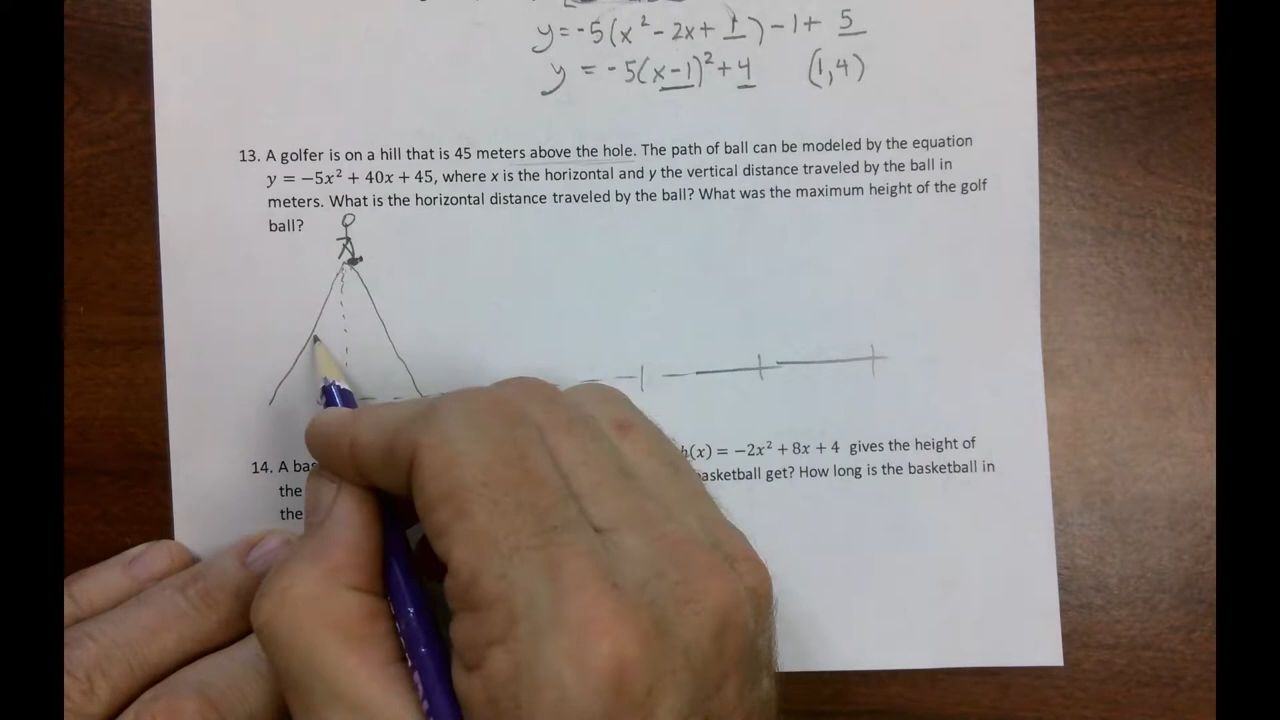 y=-5(x²-2x+1)-1+5
y=-5(x-1)²+4 (1,4)
13. A golfer is on a hill that is 45 meters above the hole. The path of ball can be modeled by the equation
y = −5x² + 40x + 45, where x is the horizontal and y the vertical distance traveled by the ball in
meters. What is the horizontal distance traveled by the ball? What was the maximum height of the golf
ball?
(x) = −2x² + 8x + 4 gives the height of
14. A
asketball get? How long is the basketball in
the
the